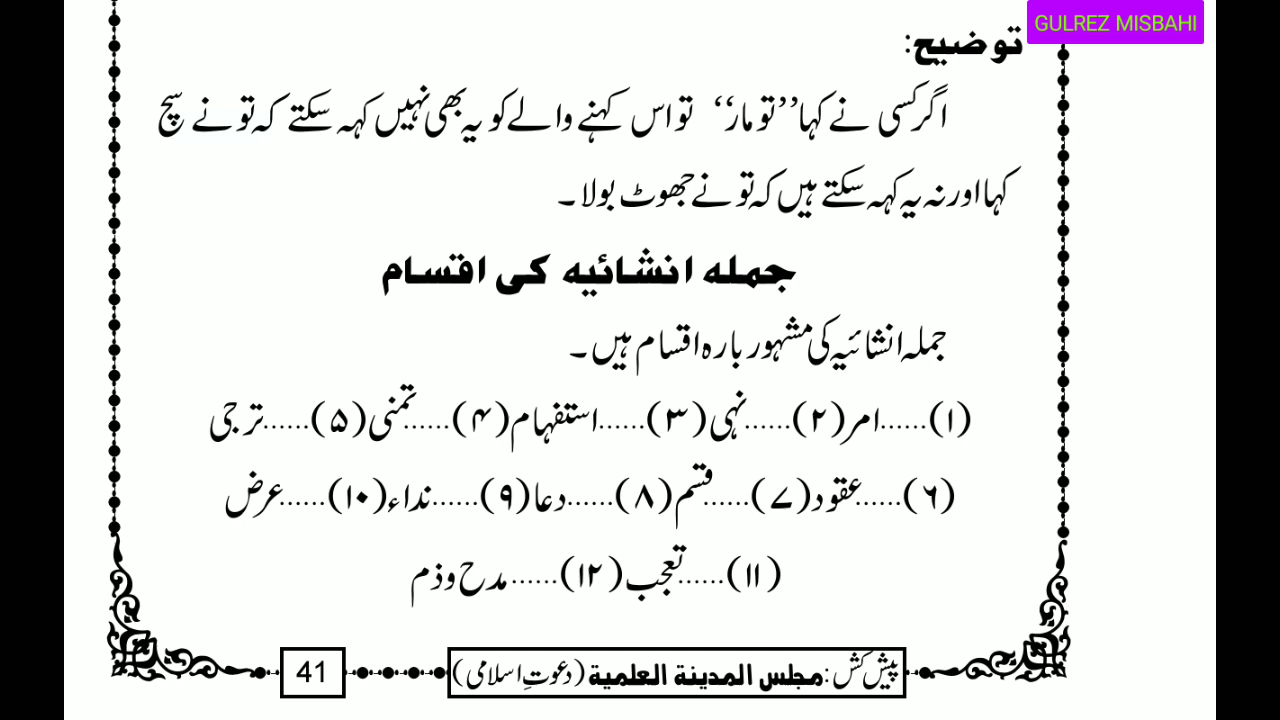 GULREZ MISBAHI
توضیح:
اگر کسی نے کہا ’’تو مار‘‘ تو اس کہنے والے کو یہ بھی نہیں کہہ سکتے کہ تو نے سچ
کہا اور نہ یہ کہہ سکتے ہیں کہ تو نے جھوٹ بولا۔
جملہ انشائیہ کی اقسام
جملہ انشائیہ کی مشہور بارہ اقسام ہیں۔
(۱)......امر (۲)......نہی (۳)......استفہام (۴)......تمنی (۵)......ترجی
(۶)......عقود (۷)......قسم (۸)......دعا (۹)......نداء (۱۰)......عرض
(۱۱)......تعجب (۱۲)......مدح وذم
پیش کش: مجلس المدینۃ العلمیۃ (دعوتِ اسلامی)
41